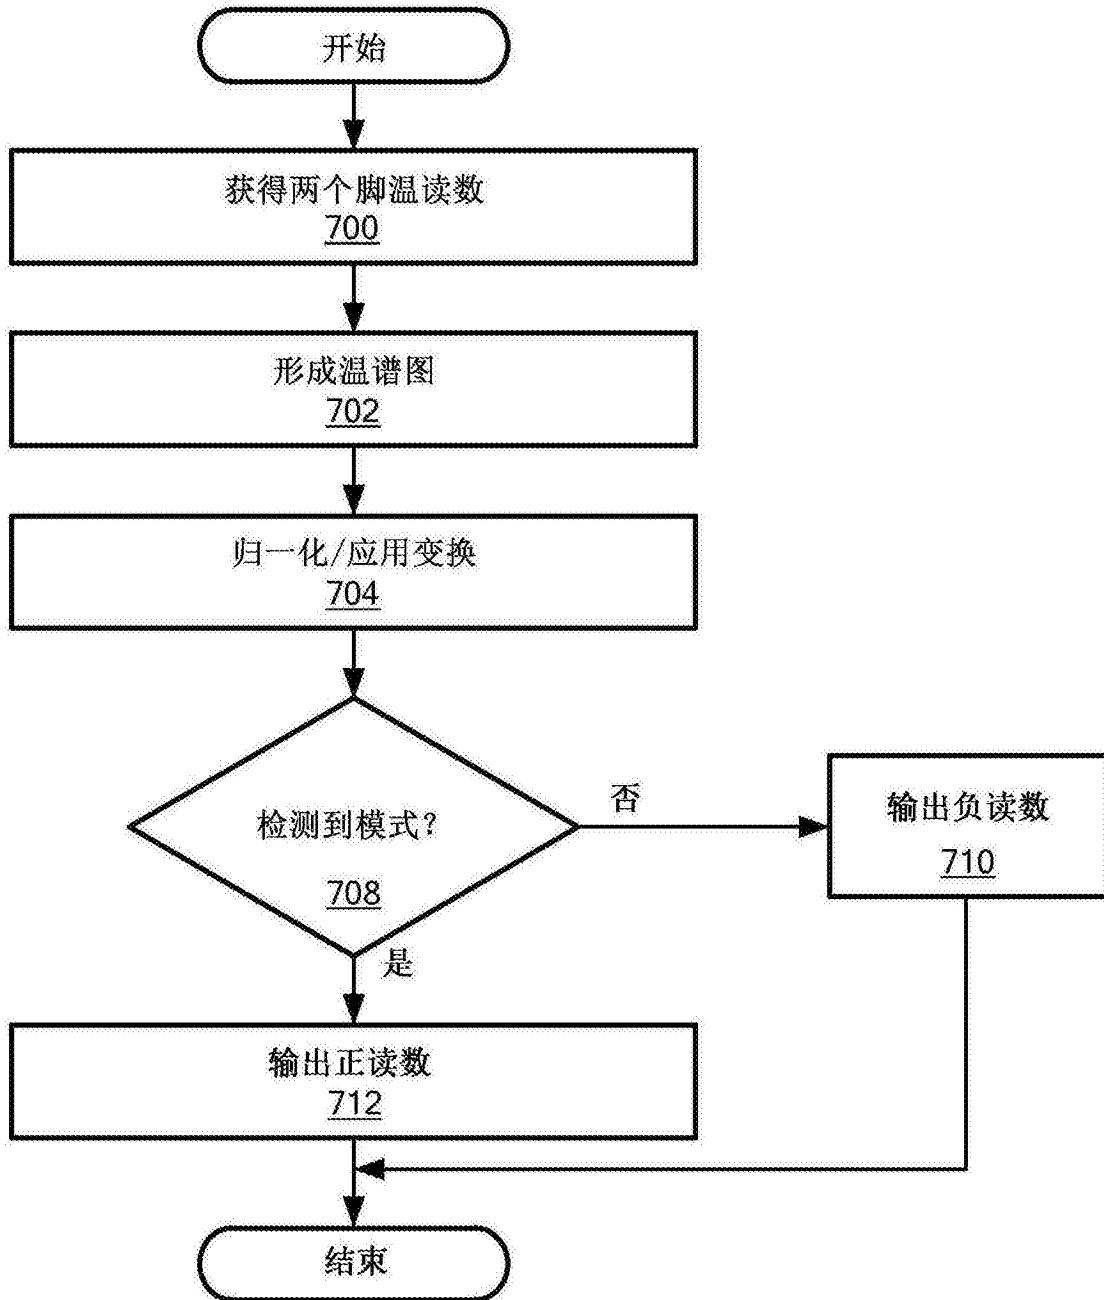 开始
获得两个脚温读数
700
形成温谱图
702
归一化/应用变换
704
检测到模式?
708
否
输出负读数
710
是
输出正读数
712
结束